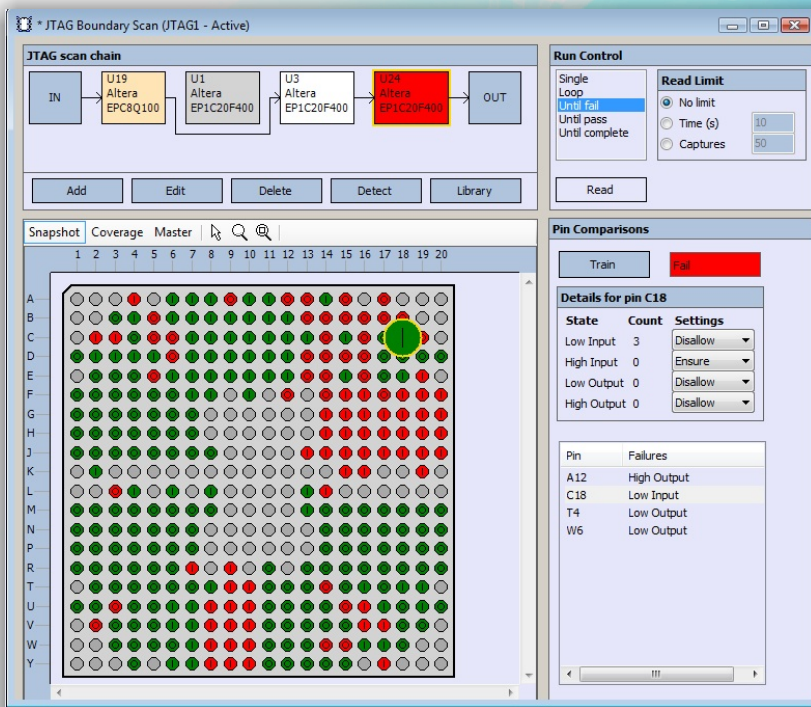 * JTAG Boundary Scan (JTAG1 - Active)
JTAG scan chain
IN
U19
Altera
EPC8Q100
U1
Altera
EP1C20F400
U3
Altera
EP1C20F400
U24
Altera
EP1C20F400
OUT
Add
Edit
Delete
Detect
Library
Run Control
Single
Loop
Until fail
Until pass
Until complete
Read Limit
No limit
Time (s)
10
Captures
50
Read
Snapshot
Coverage
Master
1 2 3 4 5 6 7 8 9 10 11 12 13 14 15 16 17 18 19 20
A
B
C
D
E
F
G
H
J
K
L
M
N
P
R
T
U
V
W
Y
Pin Comparisons
Train
Fail
Details for pin C18
State Count Settings
Low Input 3 Disallow
High Input 0 Ensure
Low Output 0 Disallow
High Output 0 Disallow
Pin Failures
A12 High Output
C18 Low Input
T4 Low Output
W6 Low Output